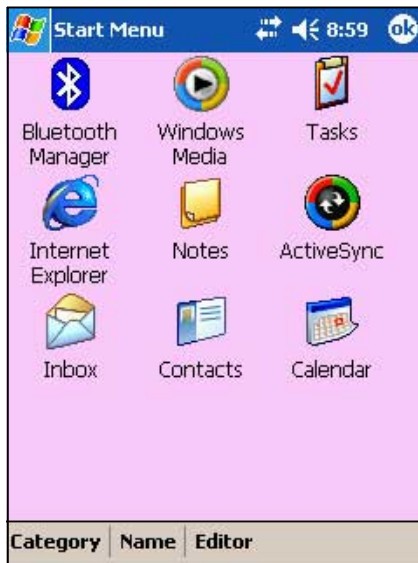 Start Menu 8:59 ok
Bluetooth Manager
Windows Media
Tasks
Internet Explorer
Notes
ActiveSync
Inbox
Contacts
Calendar
Category Name Editor